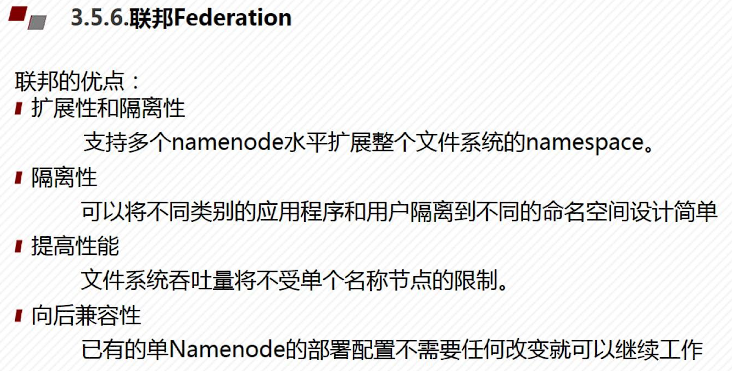 3.5.6.联邦Federation
联邦的优点：
扩展性和隔离性
支持多个namenode水平扩展整个文件系统的namespace。
隔离性
可以将不同类别的应用程序和用户隔离到不同的命名空间设计简单
提高性能
文件系统吞吐量将不受单个名称节点的限制。
向后兼容性
已有的单Namenode的部署配置不需要任何改变就可以继续工作